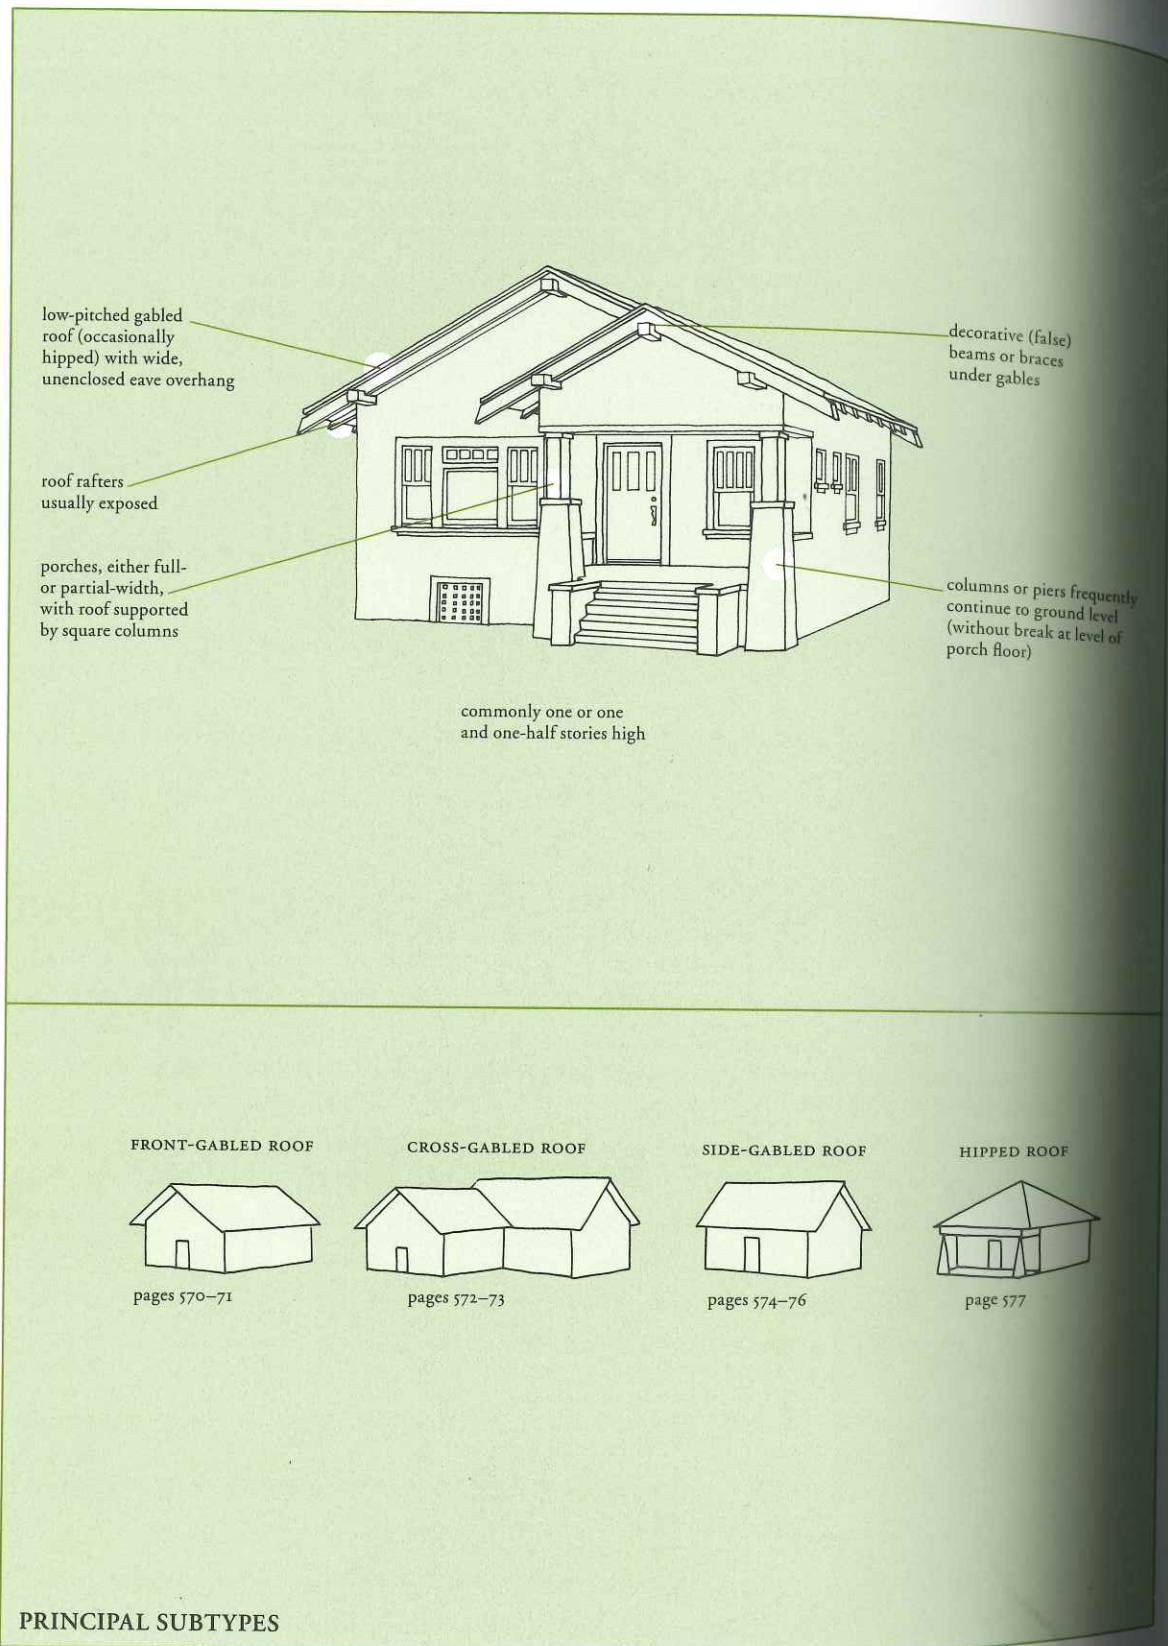 low-pitched gabled
roof (occasionally
hipped) with wide,
unenclosed eave overhang
roof rafters
usually exposed
porches, either full-
or partial-width,
with roof supported
by square columns
decorative (false)
beams or braces
under gables
columns or piers frequently
continue to ground level
(without break at level of
porch floor)
commonly one or one
and one-half stories high
FRONT-GABLED ROOF
pages 570–71
CROSS-GABLED ROOF
pages 572–73
SIDE-GABLED ROOF
pages 574–76
HIPPED ROOF
page 577
PRINCIPAL SUBTYPES